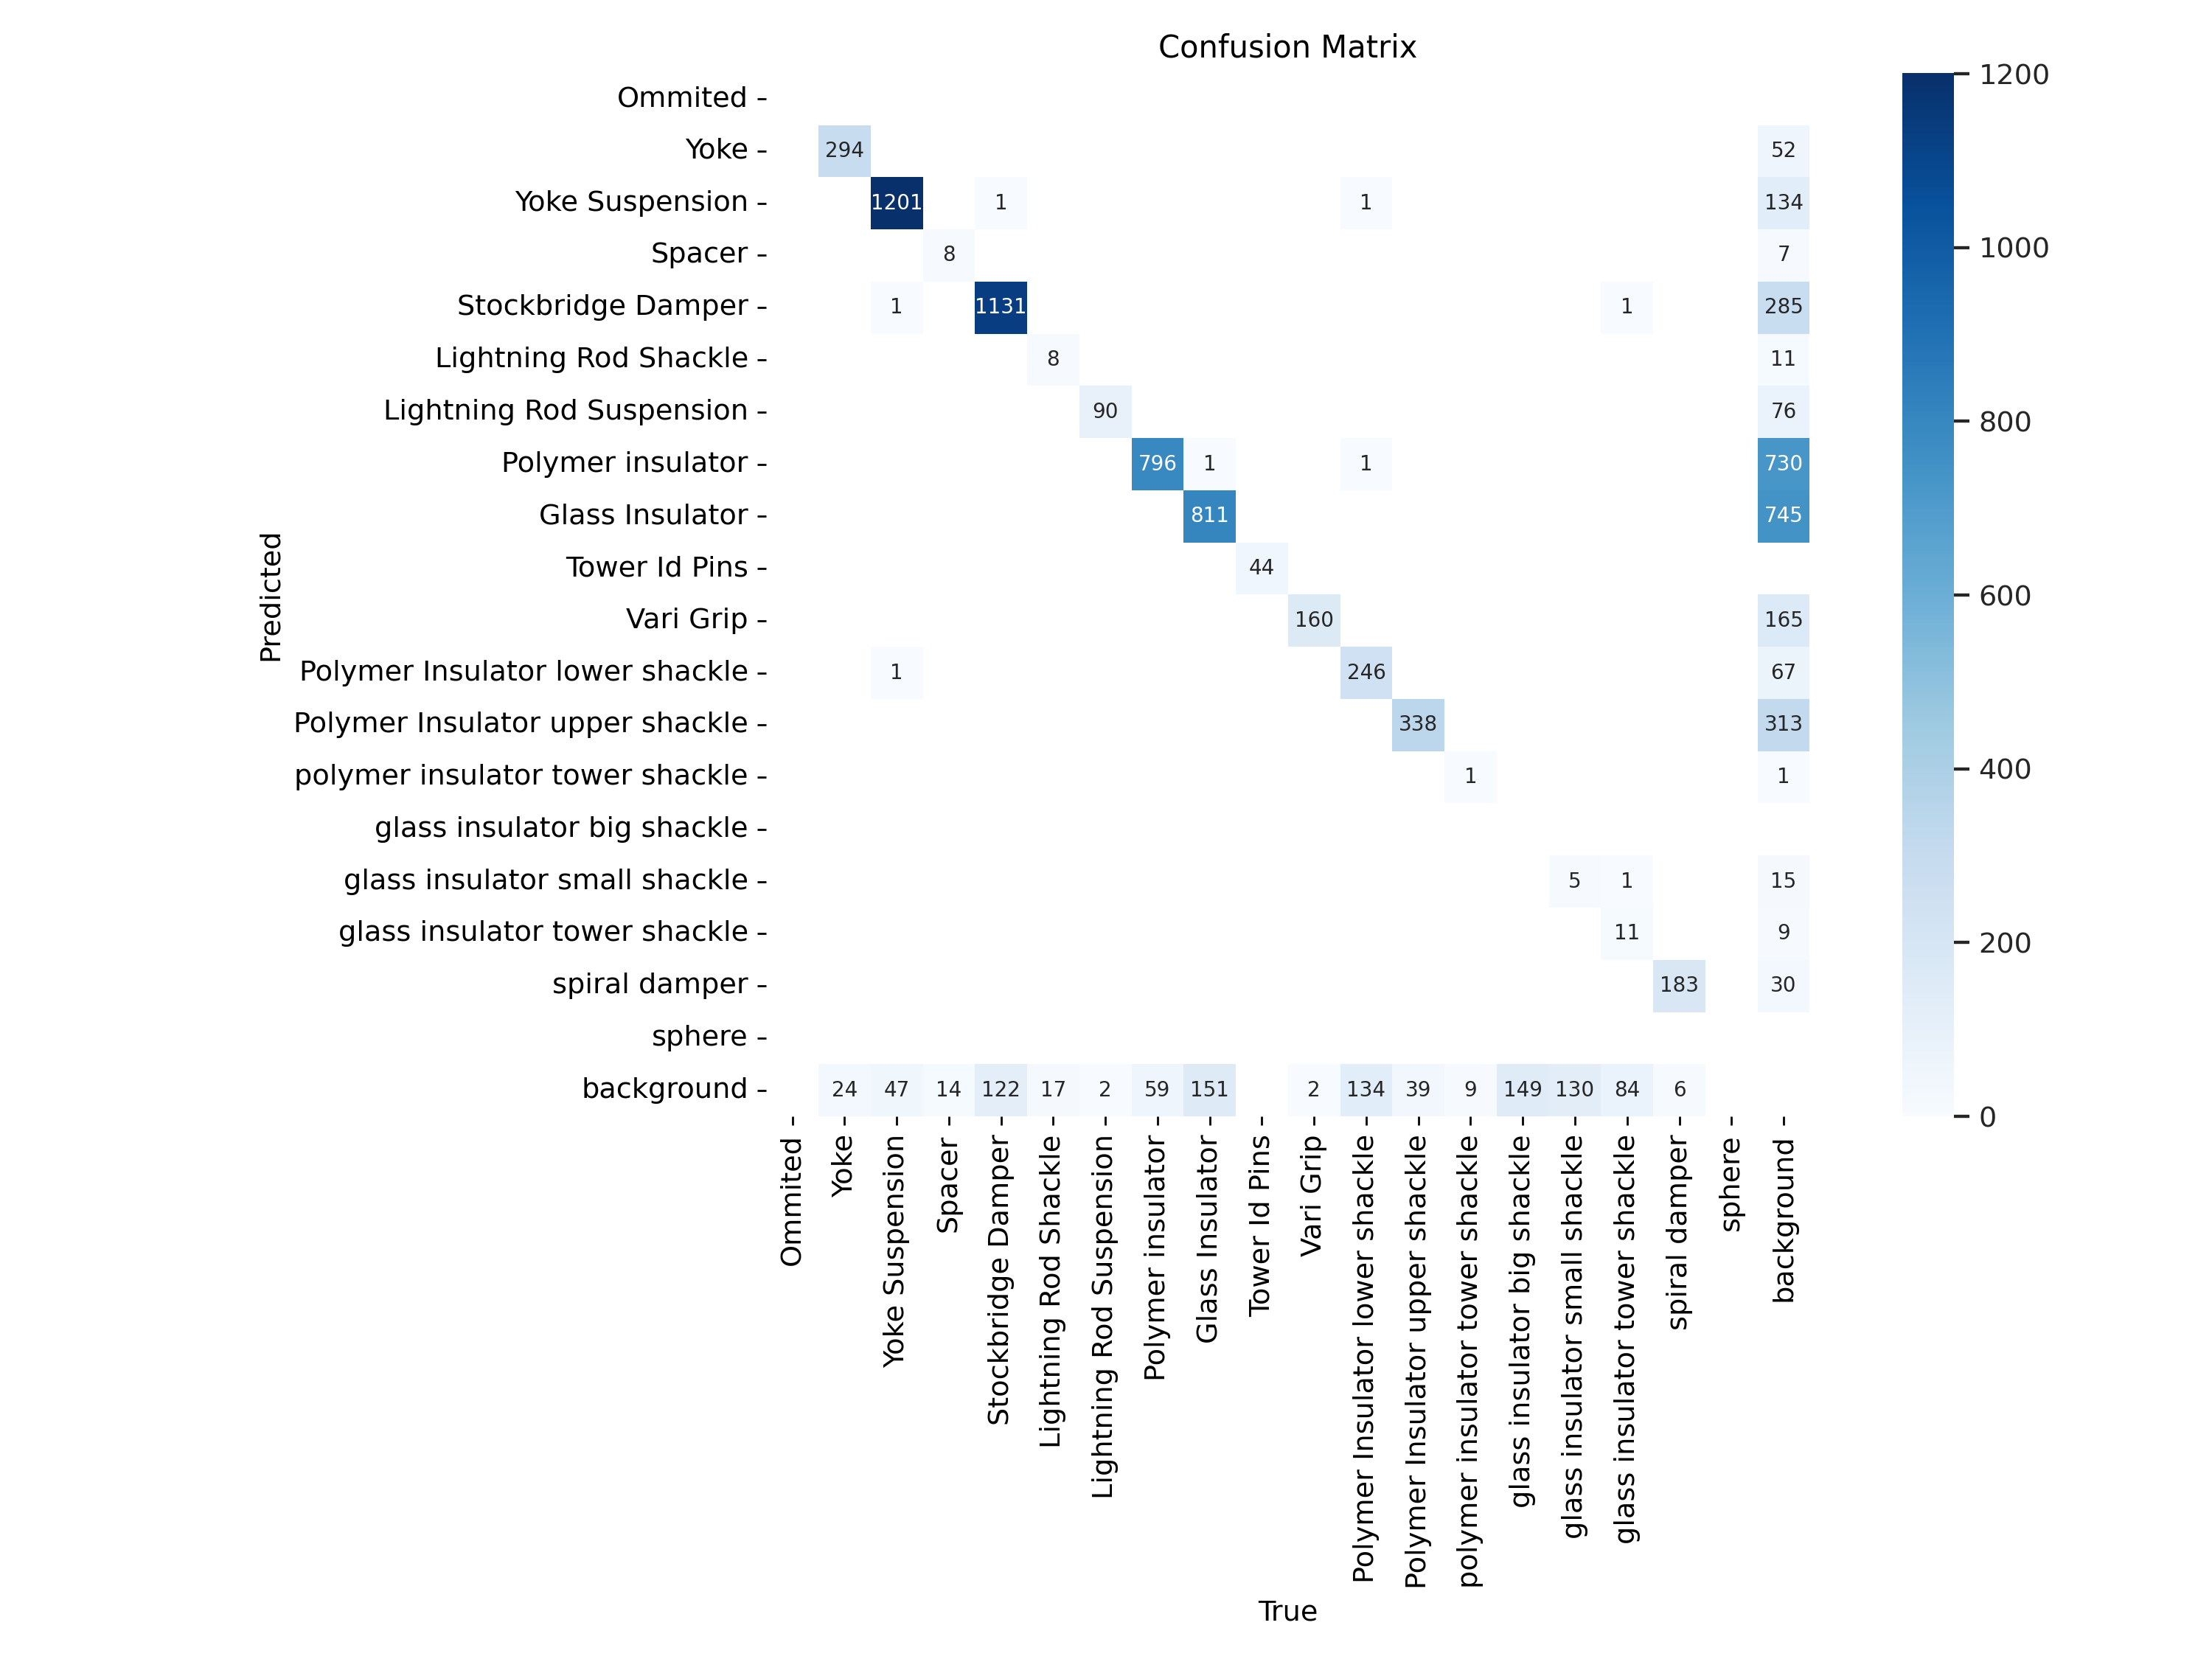 Confusion Matrix
Ommited
Yoke 294 52
Yoke Suspension 1201 1 1 134
Spacer 8 7
Stockbridge Damper 1 1131 1 285
Lightning Rod Shackle 8 11
Lightning Rod Suspension 90 76
Polymer insulator 796 1 1 730
Glass Insulator 811 745
Tower Id Pins 44
Vari Grip 160 165
Polymer Insulator lower shackle 1 246 67
Polymer Insulator upper shackle 338 313
polymer insulator tower shackle 1 1
glass insulator big shackle
glass insulator small shackle 5 1 15
glass insulator tower shackle 11 9
spiral damper 183 30
sphere
background 24 47 14 122 17 2 59 151 2 134 39 9 149 130 84 6
Predicted
Ommited
Yoke
Yoke Suspension
Spacer
Stockbridge Damper
Lightning Rod Shackle
Lightning Rod Suspension
Polymer insulator
Glass Insulator
Tower Id Pins
Vari Grip
Polymer Insulator lower shackle
Polymer Insulator upper shackle
polymer insulator tower shackle
glass insulator big shackle
glass insulator small shackle
glass insulator tower shackle
spiral damper
sphere
background
True
1200
1000
800
600
400
200
0